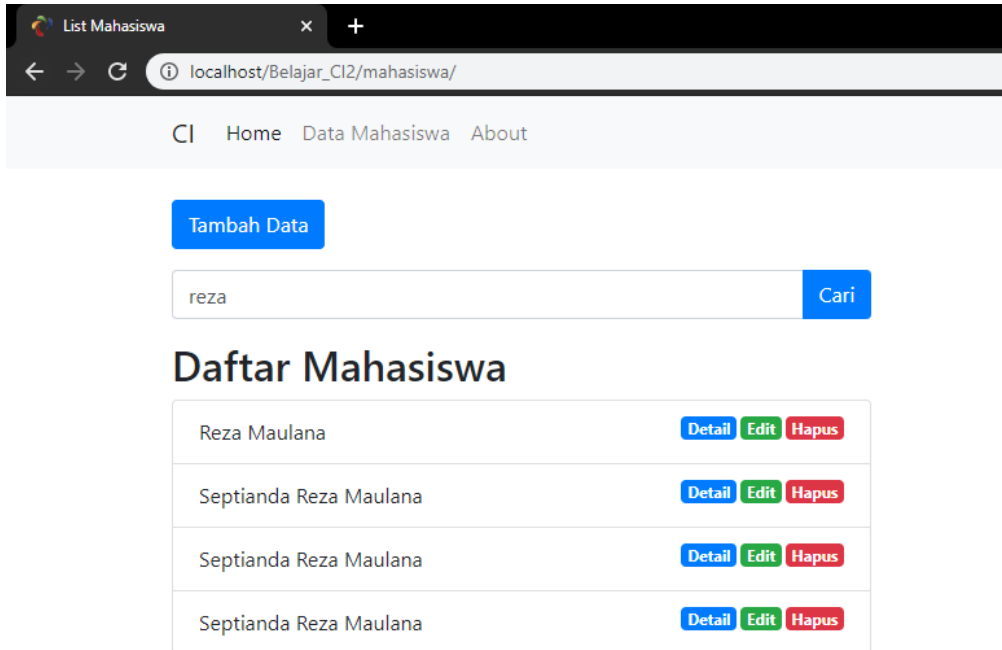 List Mahasiswa
localhost/Belajar_CI2/mahasiswa/
CI Home Data Mahasiswa About
Tambah Data
reza Cari
Daftar Mahasiswa
Reza Maulana Detail Edit Hapus
Septianda Reza Maulana Detail Edit Hapus
Septianda Reza Maulana Detail Edit Hapus
Septianda Reza Maulana Detail Edit Hapus